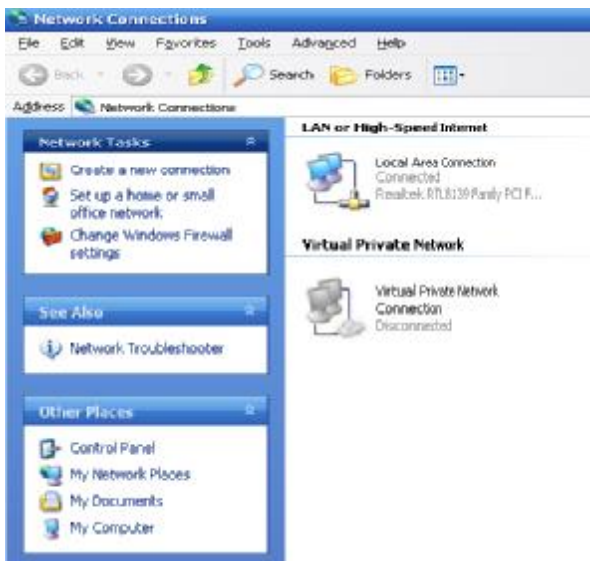 Network Connections
File Edit View Favorites Tools Advanced Help
Back Search Folders
Address Network Connections
Network Tasks
Create a new connection
Set up a home or small
office network
Change Windows Firewall
settings
See Also
Network Troubleshooter
Other Places
Control Panel
My Network Places
My Documents
My Computer
LAN or High-Speed Internet
Local Area Connection
Connected
Realtek RTL8139 Family PCI F...
Virtual Private Network
Virtual Private Network
Connection
Disconnected